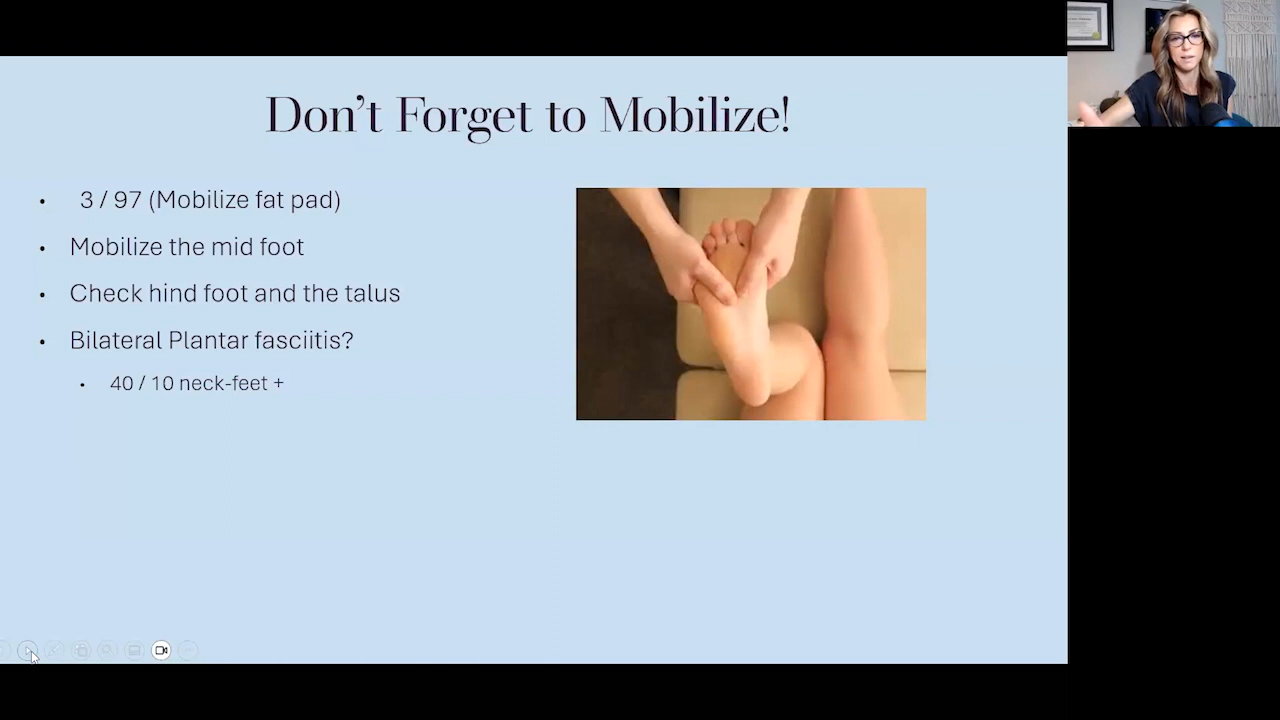 Don't Forget to Mobilize!
• 3 / 97 (Mobilize fat pad)
• Mobilize the mid foot
• Check hind foot and the talus
• Bilateral Plantar fasciitis?
• 40 / 10 neck-feet +